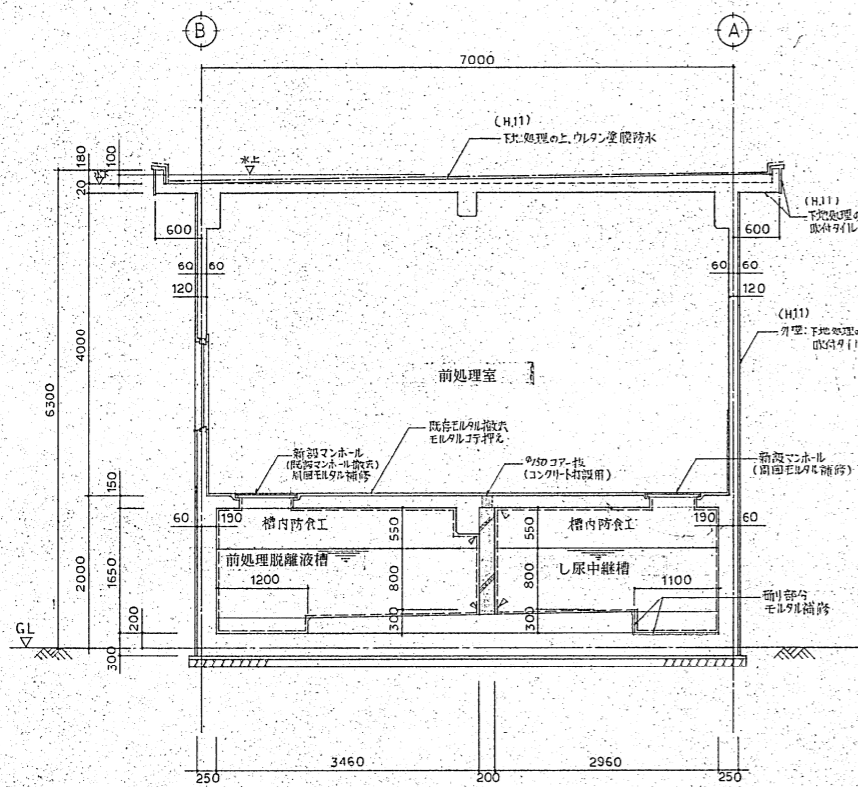 B
A
7000
(H.11)
下地処理の上、ウレタン塗膜防水
水上
180
100
20
(H.11)
下地処理の
吹付タイル
600
600
60
60
60
60
120
120
(H.11)
外壁:下地処理の
吹付タイ
4000
6300
前処理室
既存モルタル撤去
モルタルコテ押え
新設マンホール
(既設マンホール撤去)
周囲モルタル補修
φ150コアー抜
(コンクリート打設用)
新設マンホール
(周囲モルタル補修)
150
60
190
槽内防食工
550
550
槽内防食工
190
60
前処理脱離液槽
し尿中継槽
2000
1650
1200
800
800
1100
斫り部分
モルタル補修
200
300
300
GL
300
3460
2960
250
200
250